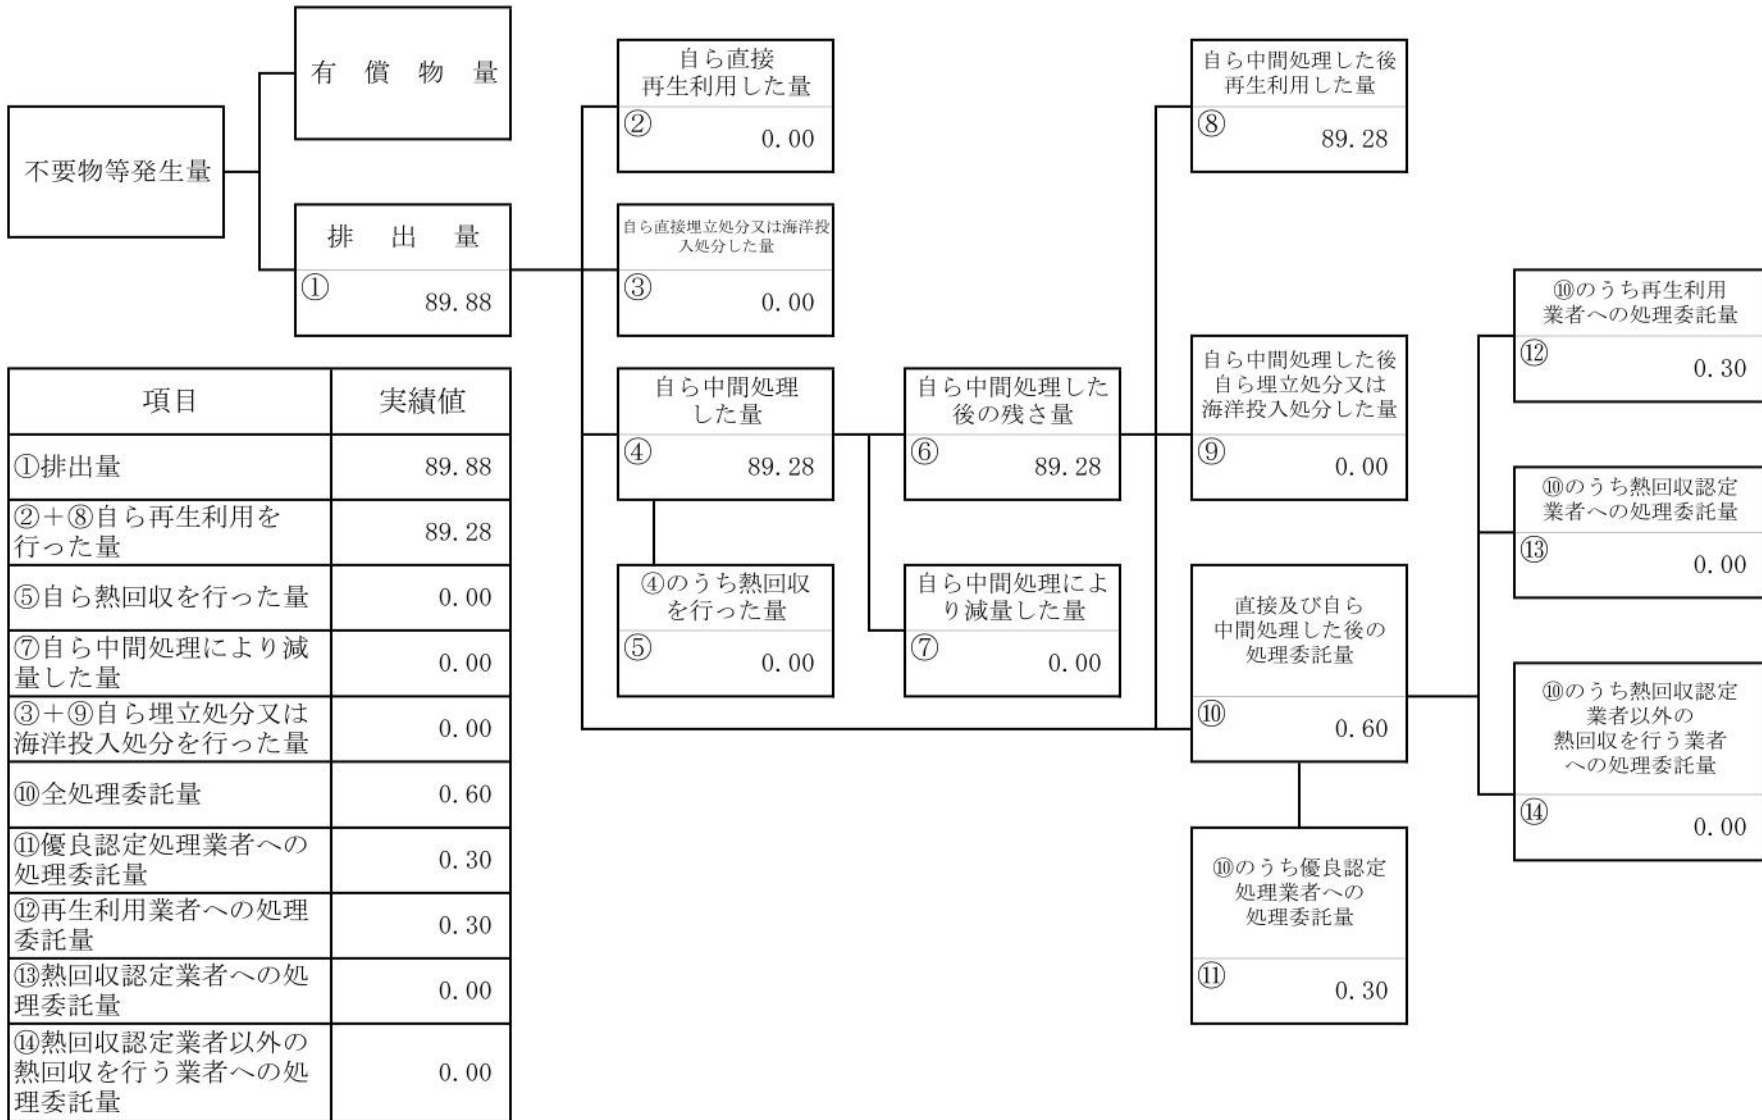 不要物等発生量
有 償 物 量
排 出 量
①
89.88
自ら直接
再生利用した量
②
0.00
自ら直接埋立処分又は海洋投
入処分した量
③
0.00
自ら中間処理
した量
④
89.28
④のうち熱回収
を行った量
⑤
0.00
自ら中間処理した
後の残さ量
⑥
89.28
自ら中間処理によ
り減量した量
⑦
0.00
自ら中間処理した後
再生利用した量
⑧
89.28
自ら中間処理した後
自ら埋立処分又は
海洋投入処分した量
⑨
0.00
直接及び自ら
中間処理した後の
処理委託量
⑩
0.60
⑩のうち優良認定
処理業者への
処理委託量
⑪
0.30
⑩のうち再生利用
業者への処理委託量
⑫
0.30
⑩のうち熱回収認定
業者への処理委託量
⑬
0.00
⑩のうち熱回収認定
業者以外の
熱回収を行う業者
への処理委託量
⑭
0.00
項目 実績値
①排出量 89.88
②＋⑧自ら再生利用を
行った量 89.28
⑤自ら熱回収を行った量 0.00
⑦自ら中間処理により減
量した量 0.00
③＋⑨自ら埋立処分又は
海洋投入処分を行った量 0.00
⑩全処理委託量 0.60
⑪優良認定処理業者への
処理委託量 0.30
⑫再生利用業者への処理
委託量 0.30
⑬熱回収認定業者への処
理委託量 0.00
⑭熱回収認定業者以外の
熱回収を行う業者への処
理委託量 0.00